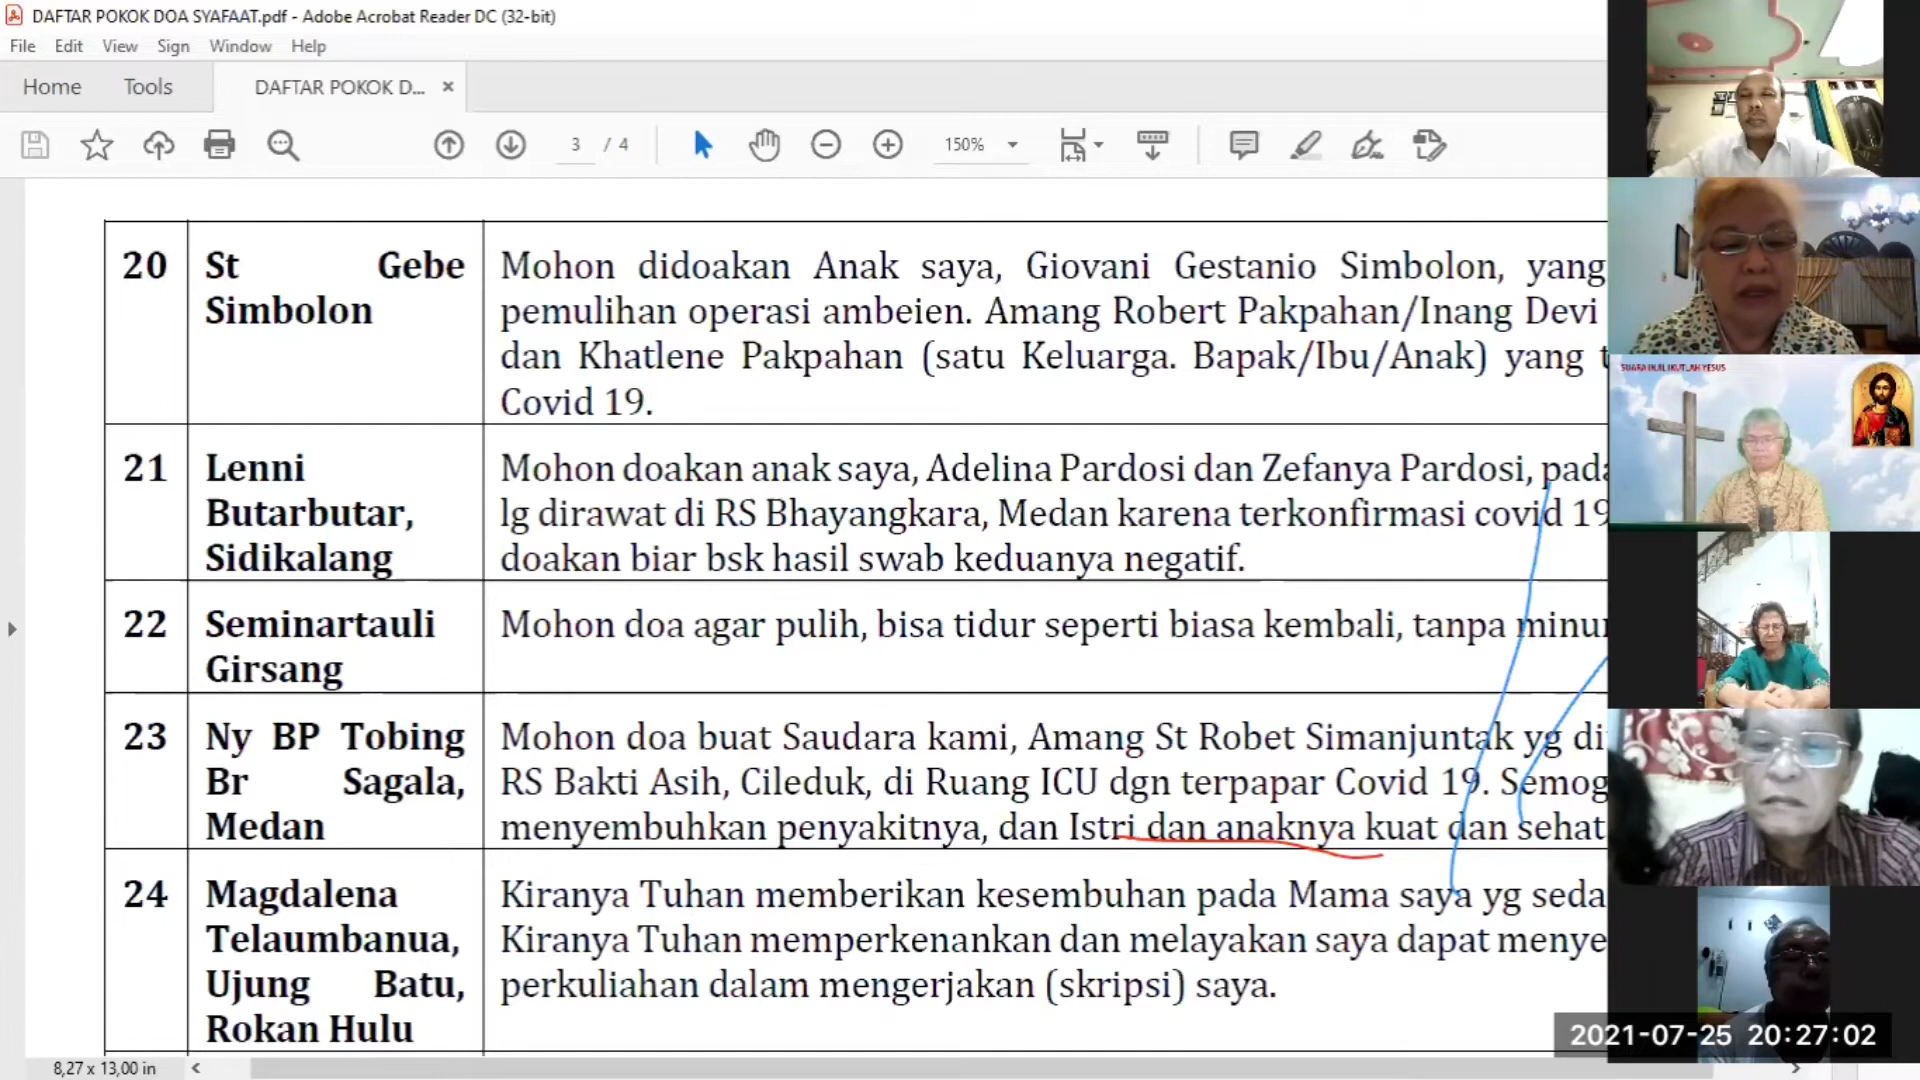 DAFTAR POKOK DOA SYAFAAT.pdf - Adobe Acrobat Reader DC (32-bit)
File Edit View Sign Window Help
Home Tools DAFTAR POKOK D... ×
3 / 4 150%
20 St Gebe Simbolon
Mohon didoakan Anak saya, Giovani Gestanio Simbolon, yang
pemulihan operasi ambeien. Amang Robert Pakpahan/Inang Devi
dan Khatlene Pakpahan (satu Keluarga. Bapak/Ibu/Anak) yang
Covid 19.
21 Lenni Butarbutar, Sidikalang
Mohon doakan anak saya, Adelina Pardosi dan Zefanya Pardosi,
lg dirawat di RS Bhayangkara, Medan karena terkonfirmasi covid 19
doakan biar bsk hasil swab keduanya negatif.
22 Seminartauli Girsang
Mohon doa agar pulih, bisa tidur seperti biasa kembali, tanpa
23 Ny BP Tobing Br Sagala, Medan
Mohon doa buat Saudara kami, Amang St Robet Simanjuntak yg
RS Bakti Asih, Cileduk, di Ruang ICU dgn terpapar Covid 19.
menyembuhkan penyakitnya, dan Istri dan anaknya kuat dan sehat
24 Magdalena Telaumbanua, Ujung Batu, Rokan Hulu
Kiranya Tuhan memberikan kesembuhan pada Mama saya yg
Kiranya Tuhan memperkenankan dan melayakan saya dapat
perkuliahan dalam mengerjakan (skripsi) saya.
8,27 x 13,00 in
SUARA INJIL IKUTLAH YESUS
2021-07-25 20:27:02